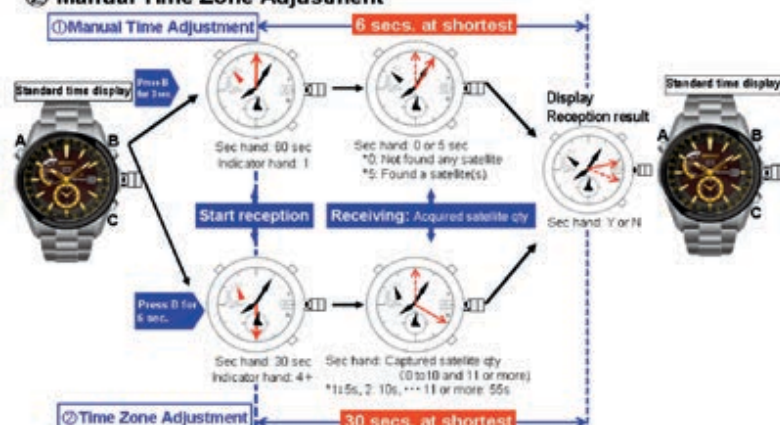 Manual Time Zone Adjustment
①Manual Time Adjustment
6 secs. at shortest
Standard time display
Press B
for 3 sec.
A
B
C
Sec hand: 60 sec
Indicator hand: 1
Sec hand: 0 or 5 sec
*0: Not found any satellite
*5: Found a satellite(s)
Display
Reception result
Standard time display
A
B
C
Start reception
Receiving: Acquired satellite qty
Sec hand: Y or N
Press B for
6 sec.
Sec hand: 30 sec
Indicator hand: 4+
Sec hand: Captured satellite qty
(0 to10 and 11 or more)
*1: 5s, 2: 10s, ··· 11 or more: 55s
②Time Zone Adjustment
30 secs. at shortest